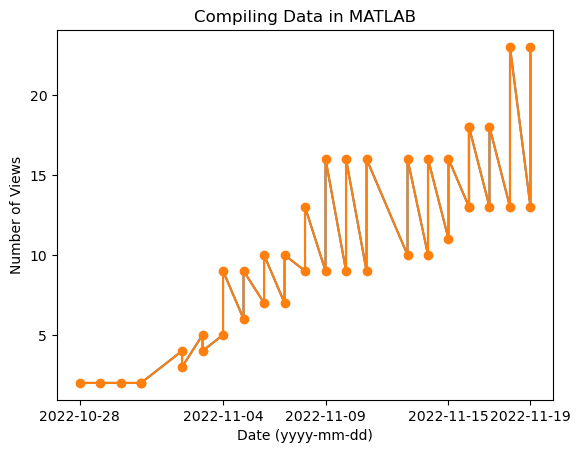 Compiling Data in MATLAB
Number of Views
20
15
10
5
2022-10-28 2022-11-04 2022-11-09 2022-11-15 2022-11-19
Date (yyyy-mm-dd)